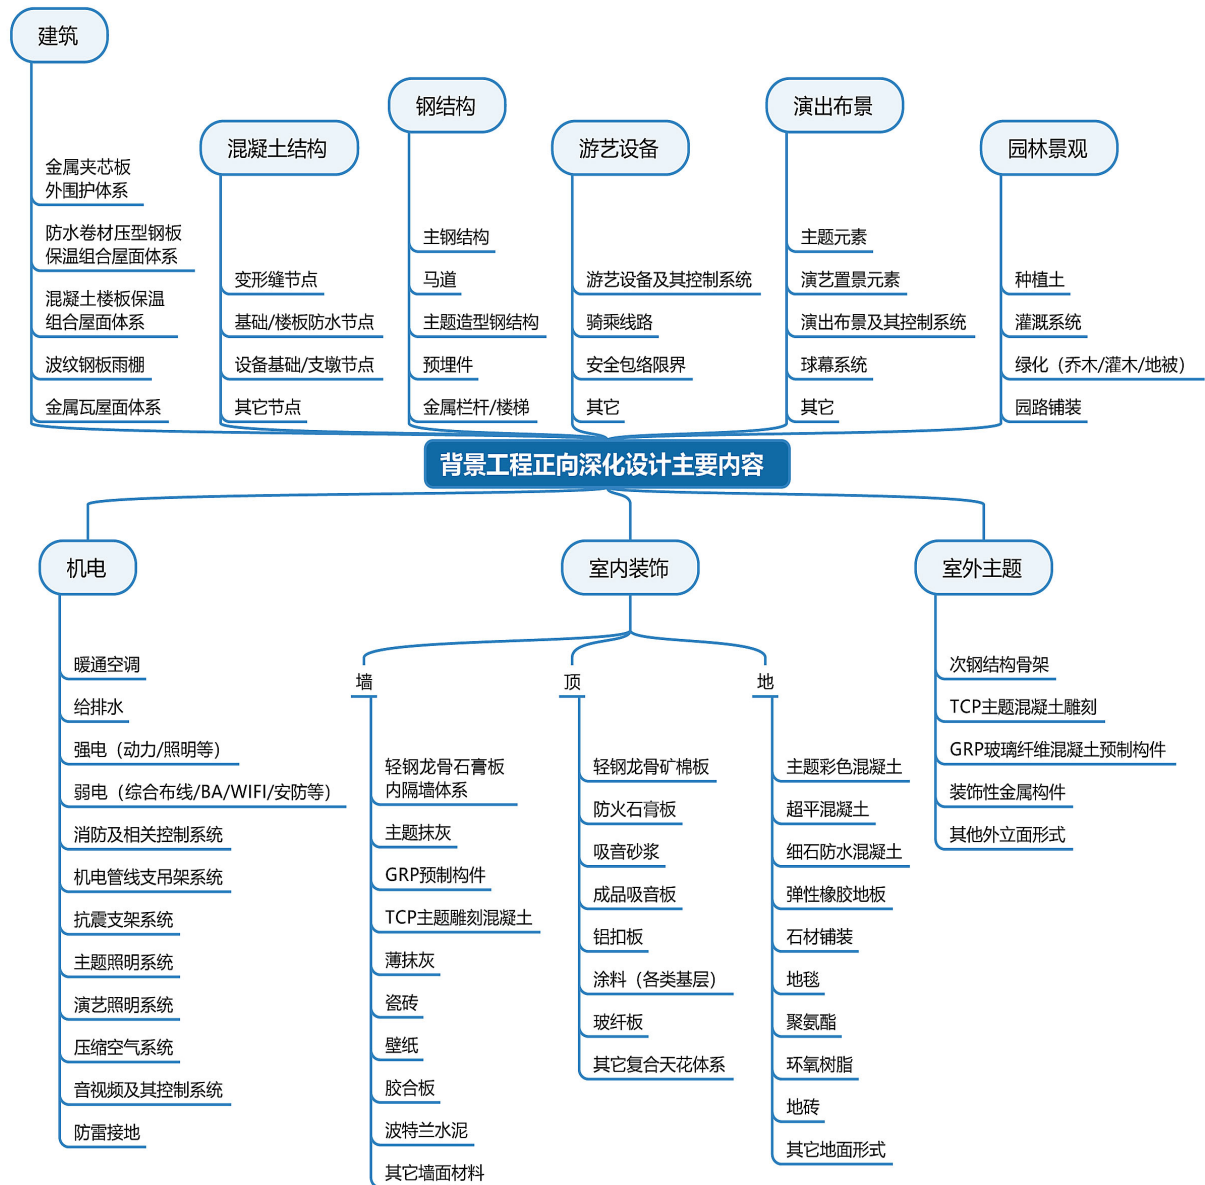 建筑
金属夹芯板
外围护体系
防水卷材压型钢板
保温组合屋面体系
混凝土楼板保温
组合屋面体系
波纹钢板雨棚
金属瓦屋面体系
混凝土结构
变形缝节点
基础/楼板防水节点
设备基础/支墩节点
其它节点
钢结构
主钢结构
马道
主题造型钢结构
预埋件
金属栏杆/楼梯
游艺设备
游艺设备及其控制系统
骑乘线路
安全包络限界
其它
演出布景
主题元素
演艺置景元素
演出布景及其控制系统
球幕系统
其它
园林景观
种植土
灌溉系统
绿化（乔木/灌木/地被）
园路铺装
背景工程正向深化设计主要内容
机电
暖通空调
给排水
强电（动力/照明等）
弱电（综合布线/BA/WIFI/安防等）
消防及相关控制系统
机电管线支吊架系统
抗震支架系统
主题照明系统
演艺照明系统
压缩空气系统
音视频及其控制系统
防雷接地
室内装饰
墙
轻钢龙骨石膏板
内隔墙体系
主题抹灰
GRP预制构件
TCP主题雕刻混凝土
薄抹灰
瓷砖
壁纸
胶合板
波特兰水泥
其它墙面材料
顶
轻钢龙骨矿棉板
防火石膏板
吸音砂浆
成品吸音板
铝扣板
涂料（各类基层）
玻纤板
其它复合天花体系
地
主题彩色混凝土
超平混凝土
细石防水混凝土
弹性橡胶地板
石材铺装
地毯
聚氨酯
环氧树脂
地砖
其它地面形式
室外主题
次钢结构骨架
TCP主题混凝土雕刻
GRP玻璃纤维混凝土预制构件
装饰性金属构件
其他外立面形式